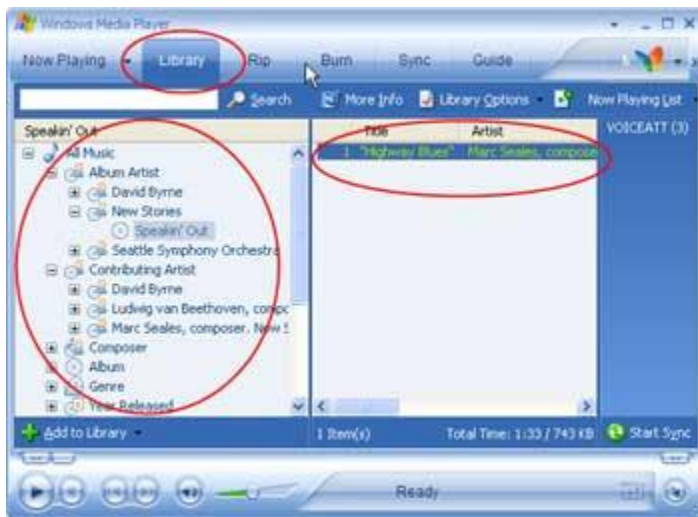 Windows Media Player
Now Playing Library Rip Burn Sync Guide
Search More Info Library Options Now Playing List
Speakin' Out
Title Artist
VOICEATT (3)
All Music
1 "Highway Blues" Marc Seales, compose
Album Artist
David Byrne
New Stories
Speakin' Out
Seattle Symphony Orchestra
Contributing Artist
David Byrne
Ludwig van Beethoven, compo
Marc Seales, composer. New S
Composer
Album
Genre
Year Released
Add to Library
1 Item(s) Total Time: 1:33 / 743 KB
Start Sync
Ready